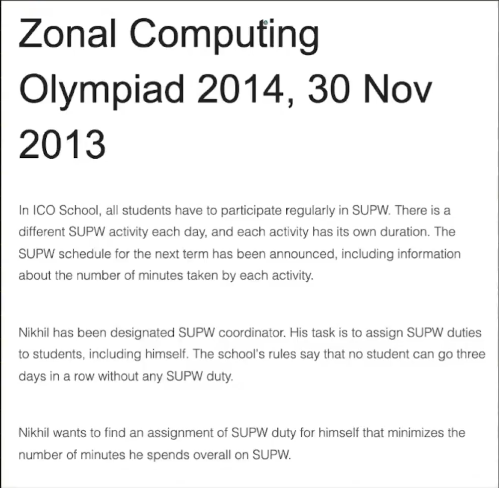 Zonal Computing
Olympiad 2014, 30 Nov
2013
In ICO School, all students have to participate regularly in SUPW. There is a
different SUPW activity each day, and each activity has its own duration. The
SUPW schedule for the next term has been announced, including information
about the number of minutes taken by each activity.
Nikhil has been designated SUPW coordinator. His task is to assign SUPW duties
to students, including himself. The school's rules say that no student can go three
days in a row without any SUPW duty.
Nikhil wants to find an assignment of SUPW duty for himself that minimizes the
number of minutes he spends overall on SUPW.